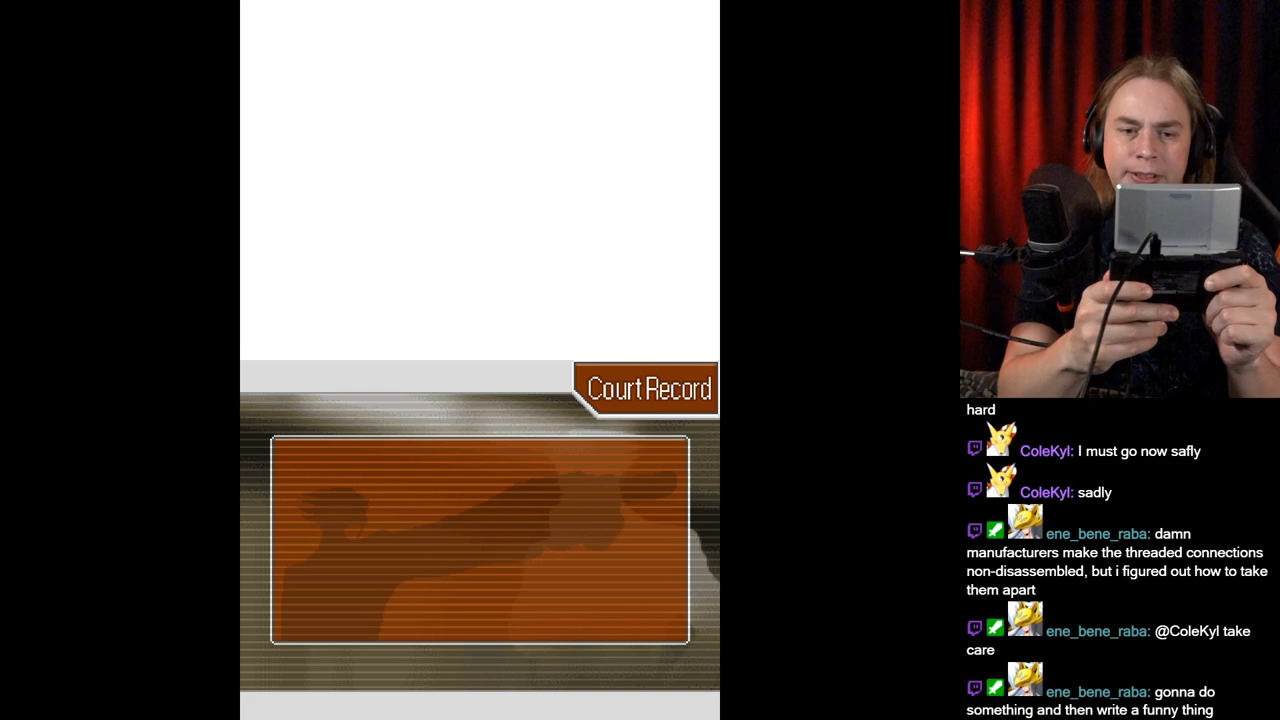 Court Record
hard
ColeKyl: I must go now safly
ColeKyl: sadly
ene_bene_raba: damn
manufacturers make the threaded connections
non-disassembled, but i figured out how to take
them apart
ene_bene_raba: @ColeKyl take
care
ene_bene_raba: gonna do
something and then write a funny thing